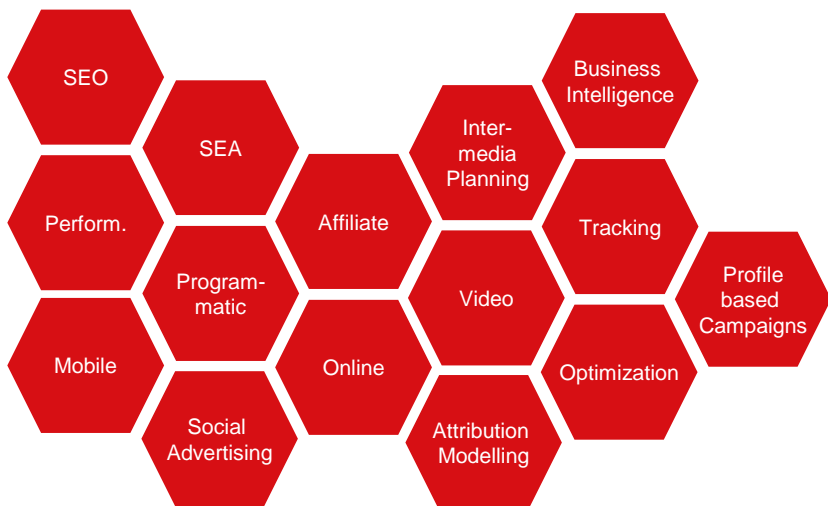 SEO
Perform.
Mobile
SEA
Program-
matic
Social
Advertising
Affiliate
Online
Inter-
media
Planning
Video
Attribution
Modelling
Business
Intelligence
Tracking
Optimization
Profile
based
Campaigns